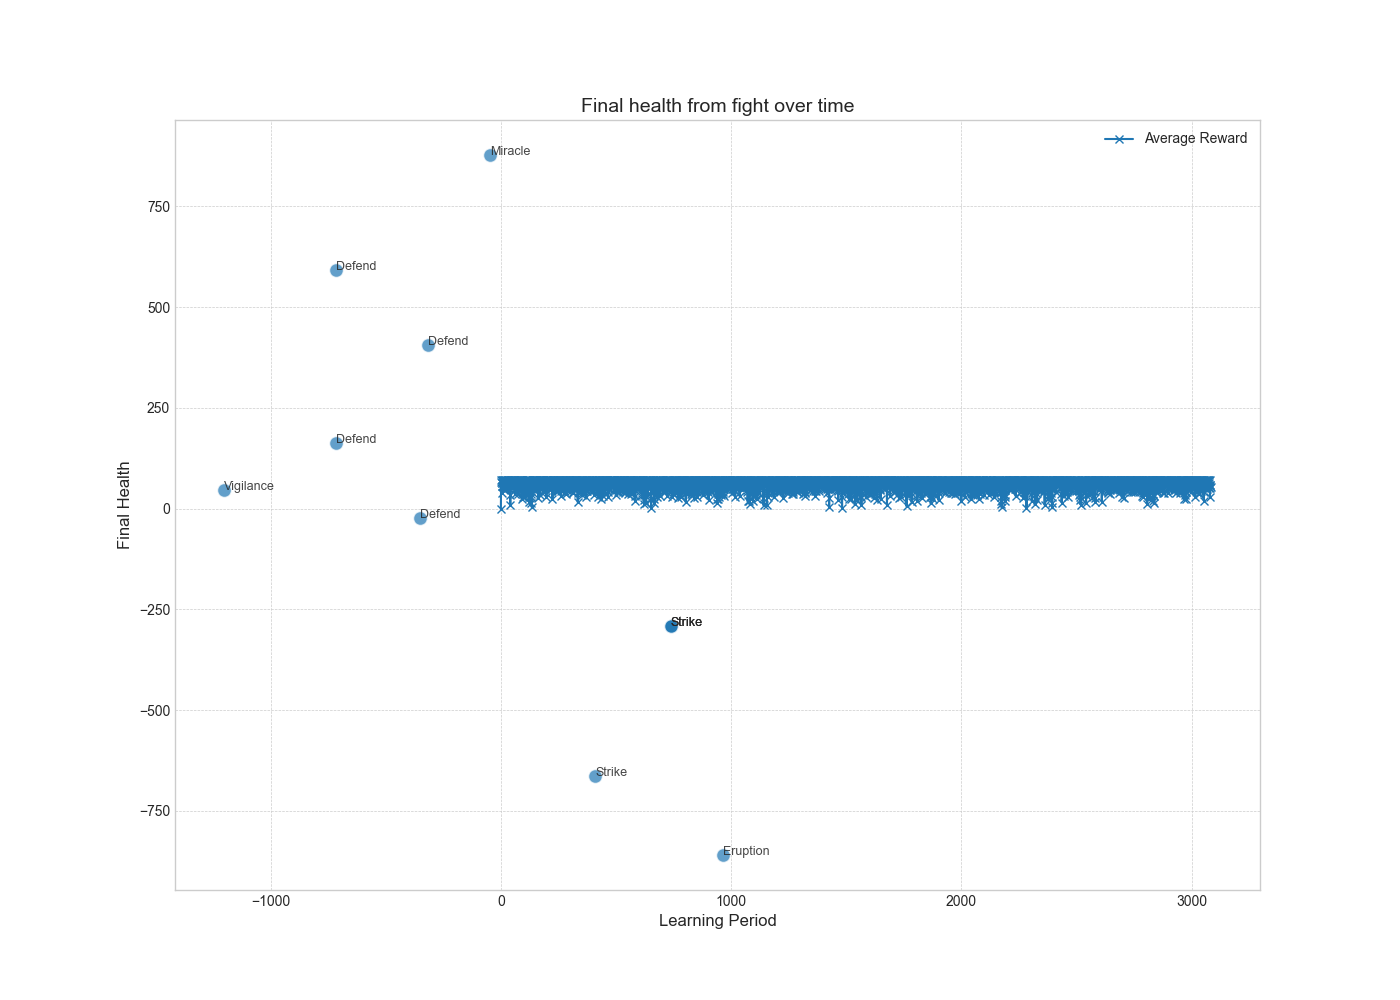 Final health from fight over time
Average Reward
Miracle
750
Defend
500
Defend
250
Defend
Vigilance
0
Defend
−250
Strike
−500
Strike
−750
Eruption
−1000
0
1000
2000
3000
Final Health
Learning Period